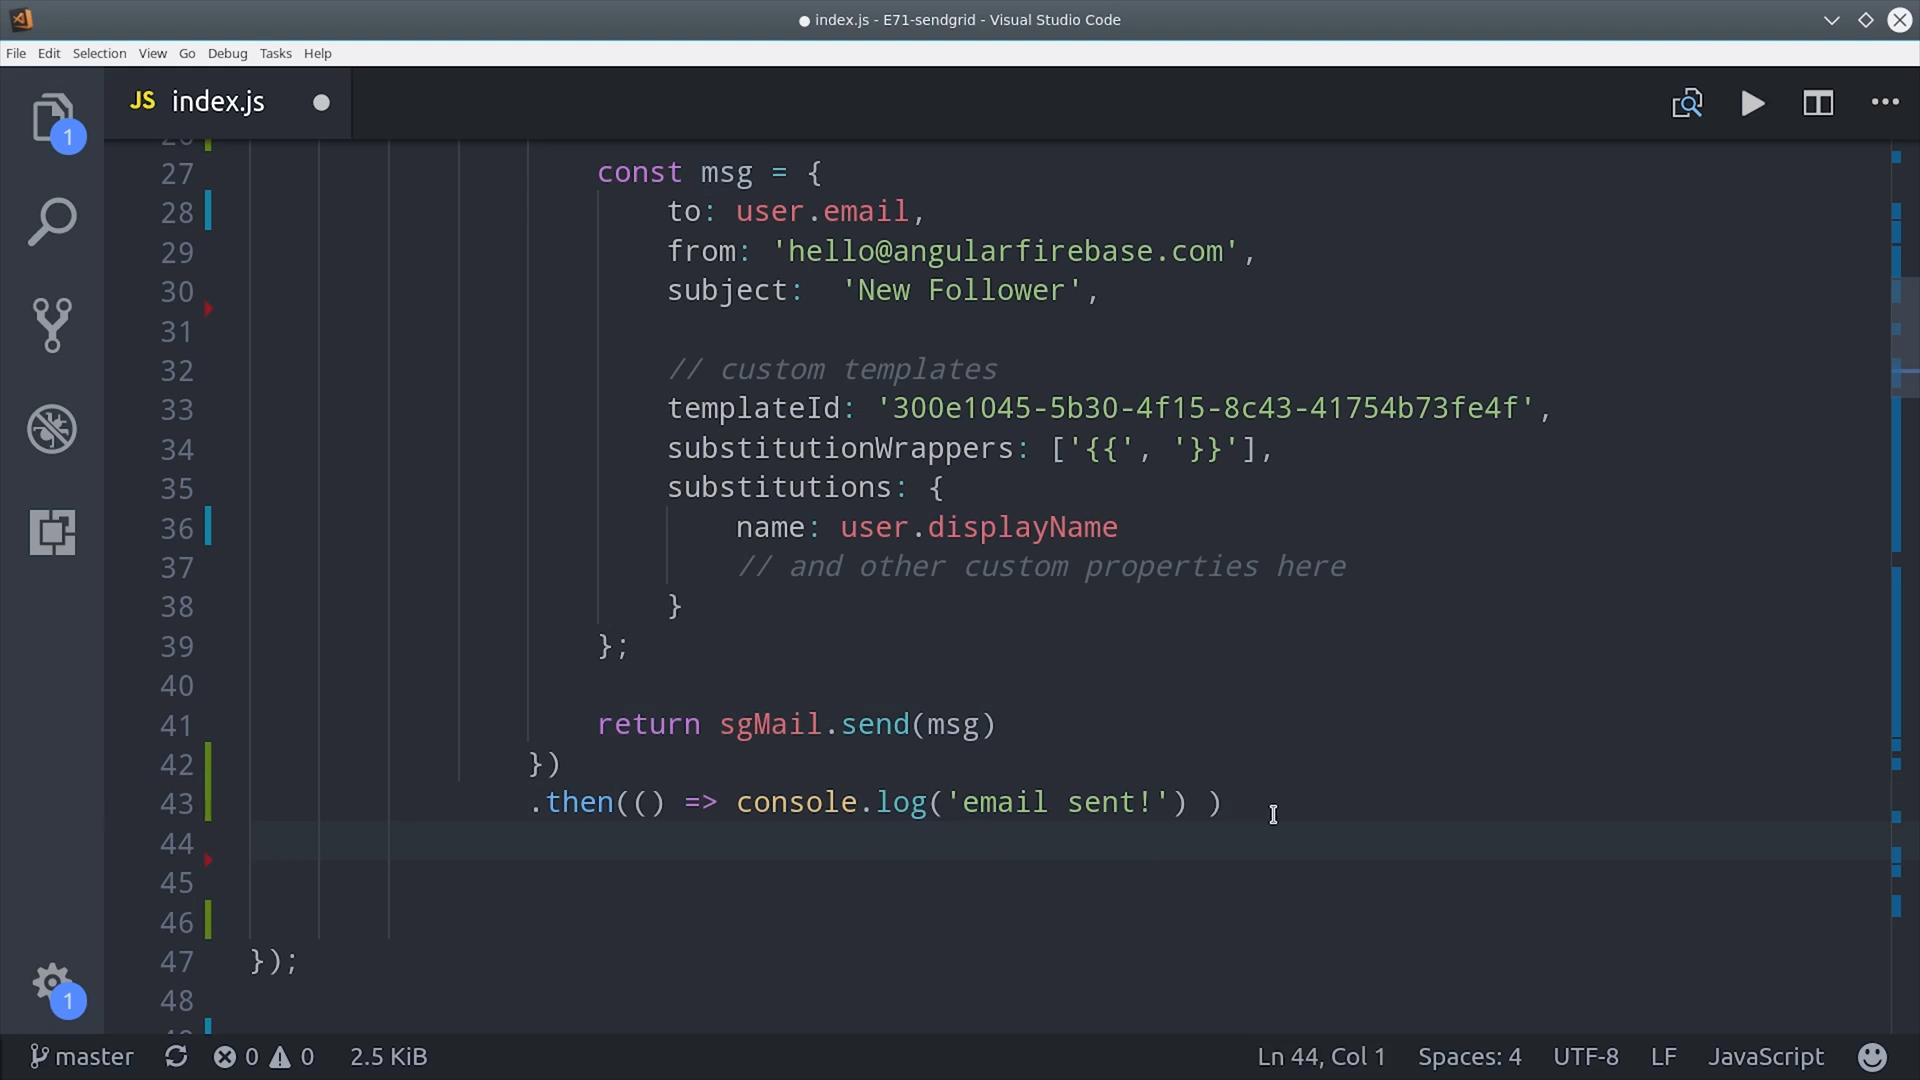 ● index.js - E71-sendgrid - Visual Studio Code
File Edit Selection View Go Debug Tasks Help
JS index.js
1
26
27 const msg = {
28 to: user.email,
29 from: 'hello@angularfirebase.com',
30 subject:  'New Follower',
31
32 // custom templates
33 templateId: '300e1045-5b30-4f15-8c43-41754b73fe4f',
34 substitutionWrappers: ['{{', '}}'],
35 substitutions: {
36 name: user.displayName
37 // and other custom properties here
38 }
39 };
40
41 return sgMail.send(msg)
42 })
43 .then(() => console.log('email sent!') )
44
45
46
47 });
48
1
master 0 0 2.5 KiB Ln 44, Col 1 Spaces: 4 UTF-8 LF JavaScript